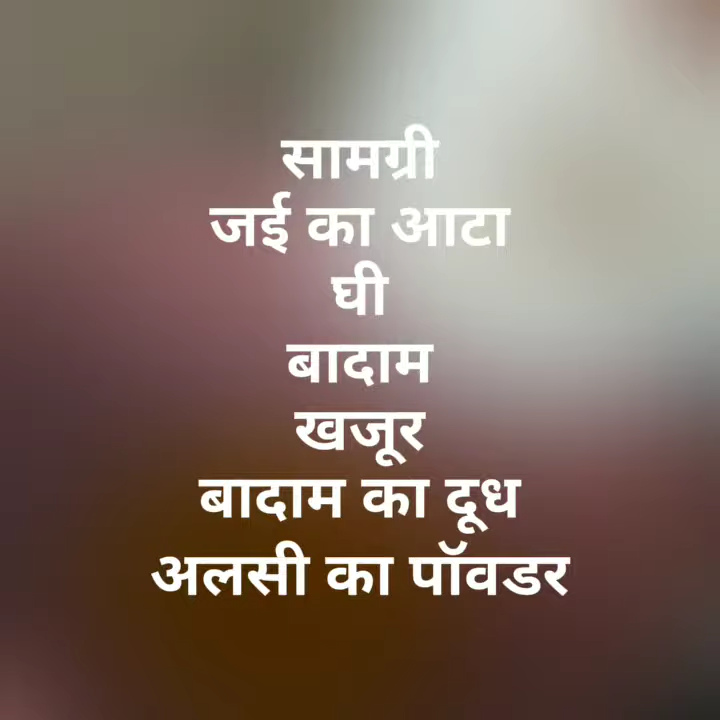 सामग्री
जई का आटा
घी
बादाम
खजूर
बादाम का दूध
अलसी का पॉवडर